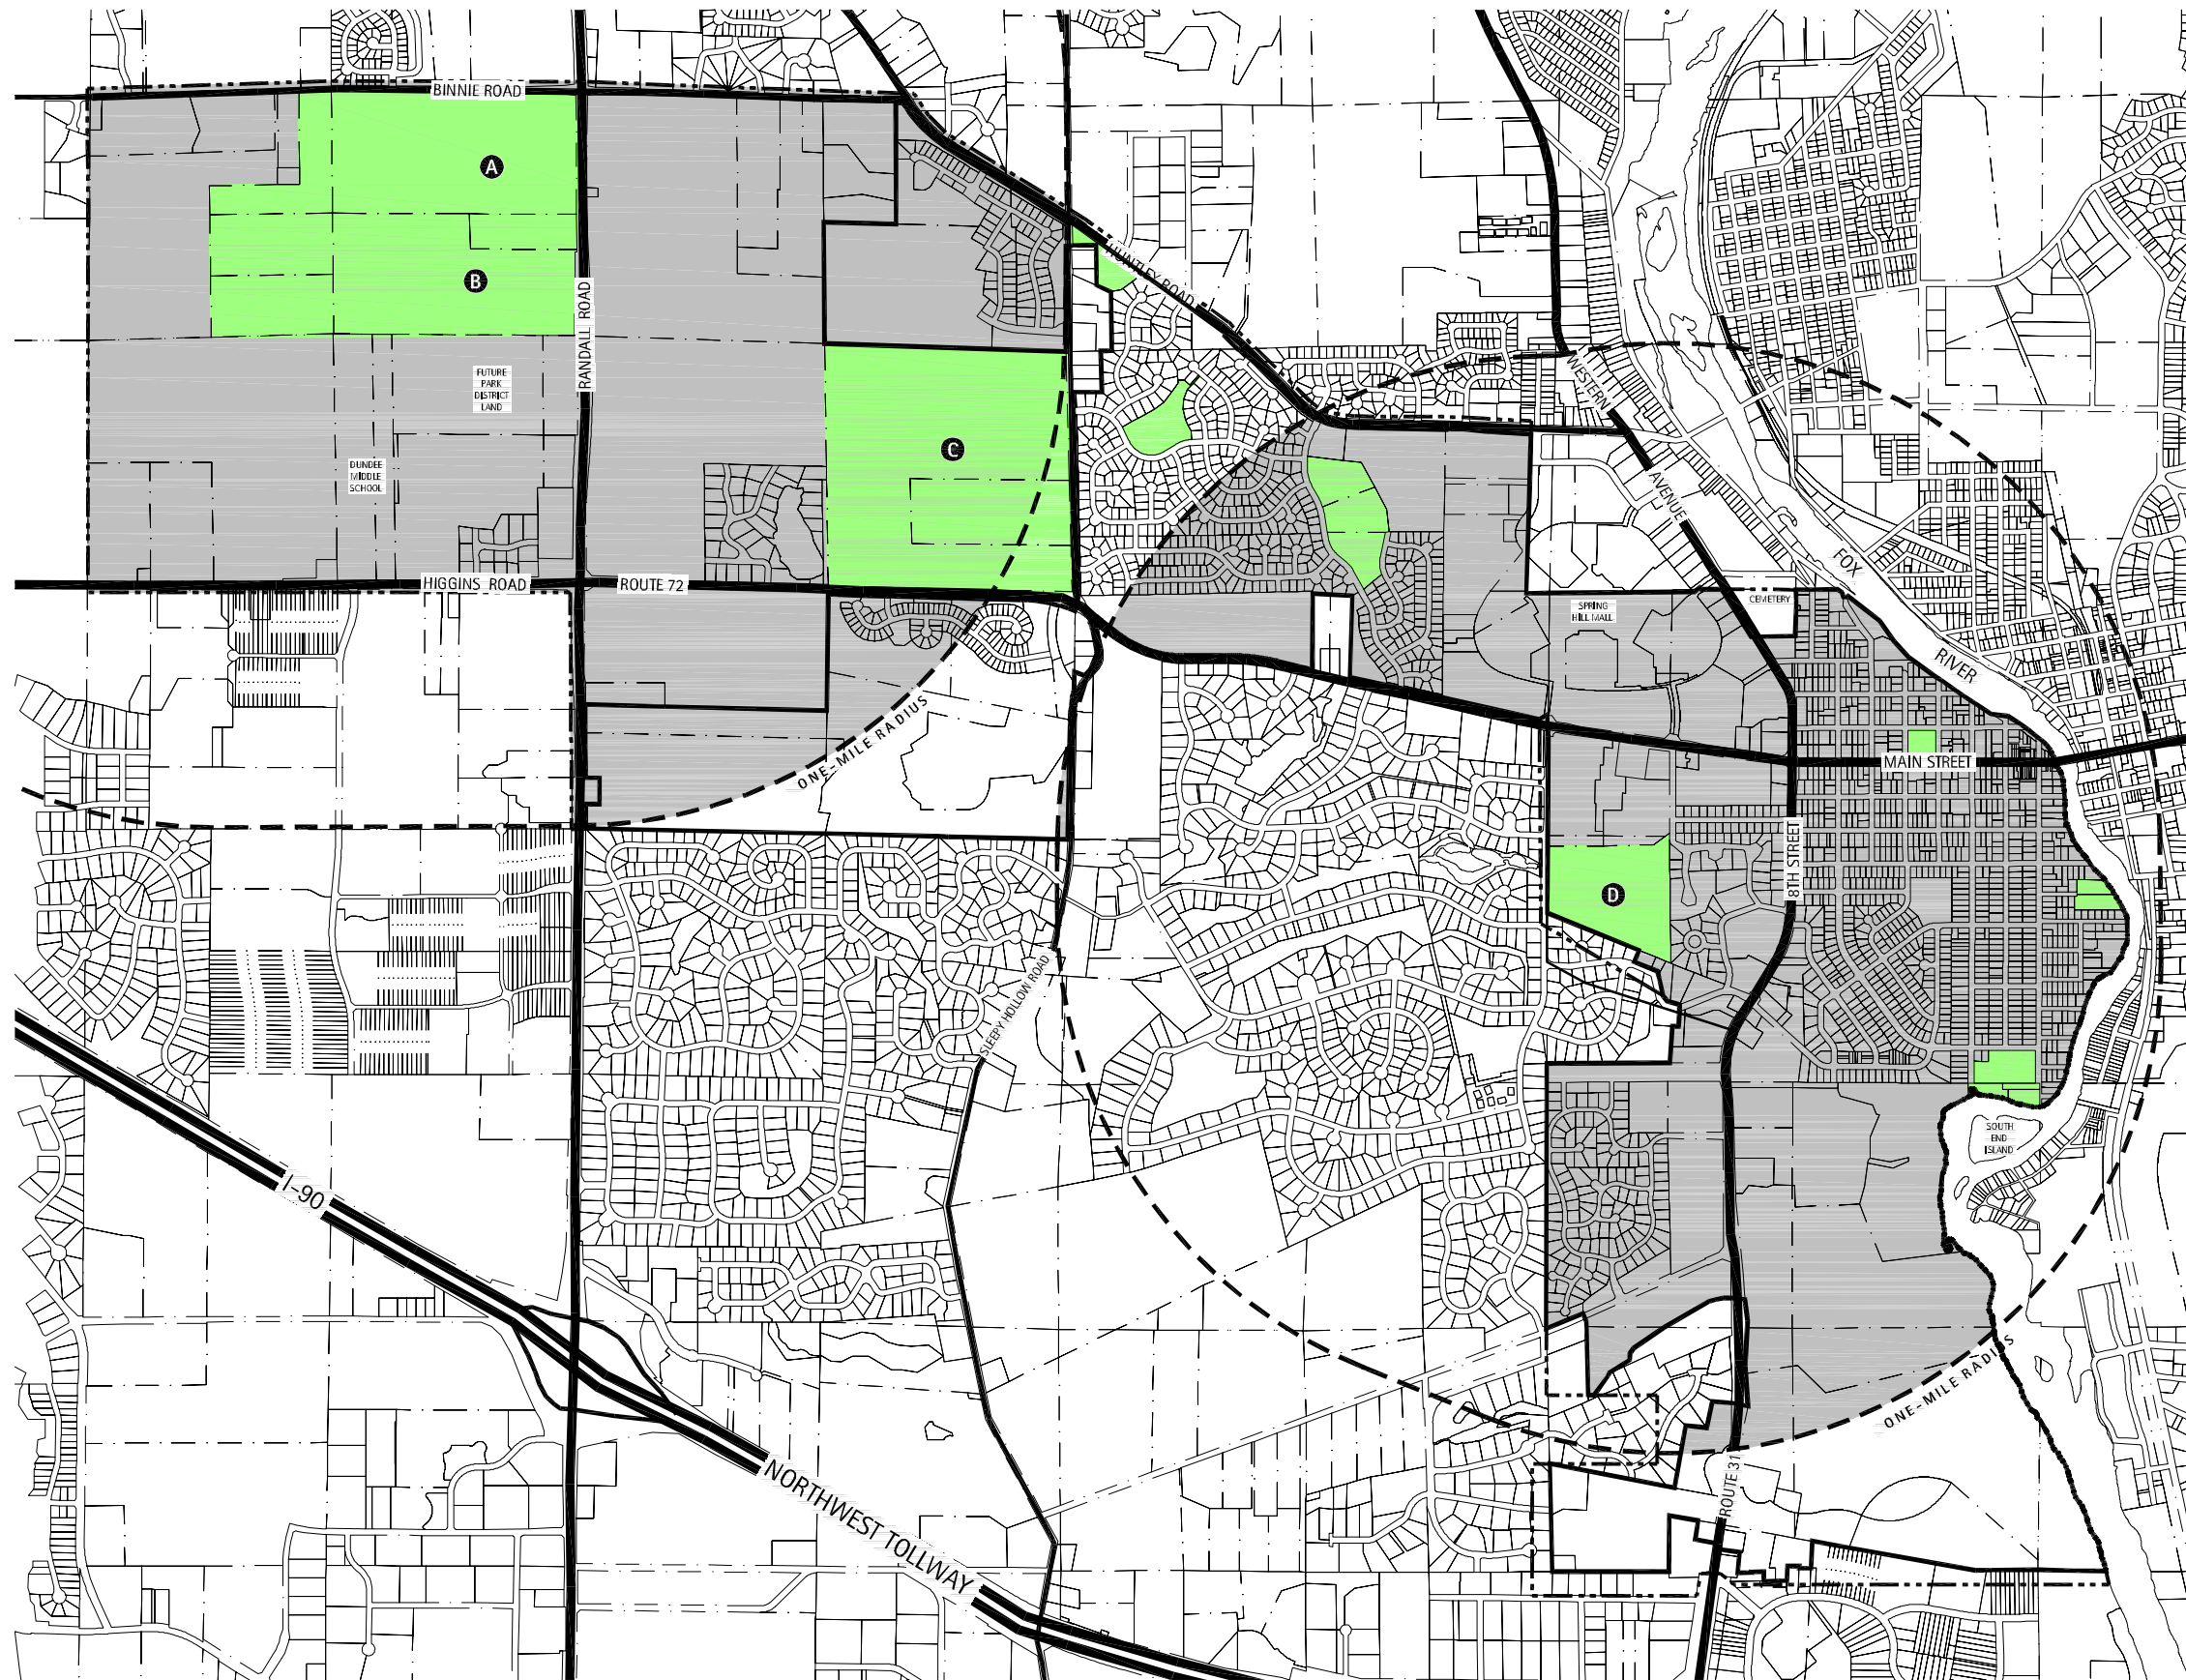 BINNIE ROAD
A
HUNTLEY ROAD
B
RANDALL ROAD
FUTURE
PARK
DISTRICT
LAND
WESTERN
AVENUE
C
DUNDEE
MIDDLE
SCHOOL
FOX
RIVER
HIGGINS ROAD
ROUTE 72
CEMETERY
SPRING
HILL MALL
ONE-MILE RADIUS
MAIN STREET
8TH STREET
D
SLEEPY HOLLOW ROAD
SOUTH
END
ISLAND
I-90
ONE-MILE RADIUS
NORTHWEST TOLLWAY
ROUTE 31